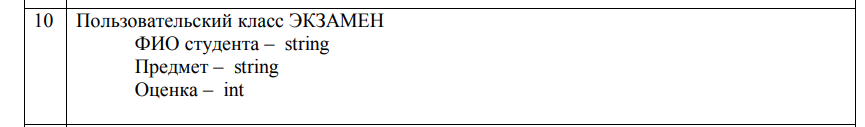 10 Пользовательский класс ЭКЗАМЕН
ФИО студента – string
Предмет – string
Оценка – int